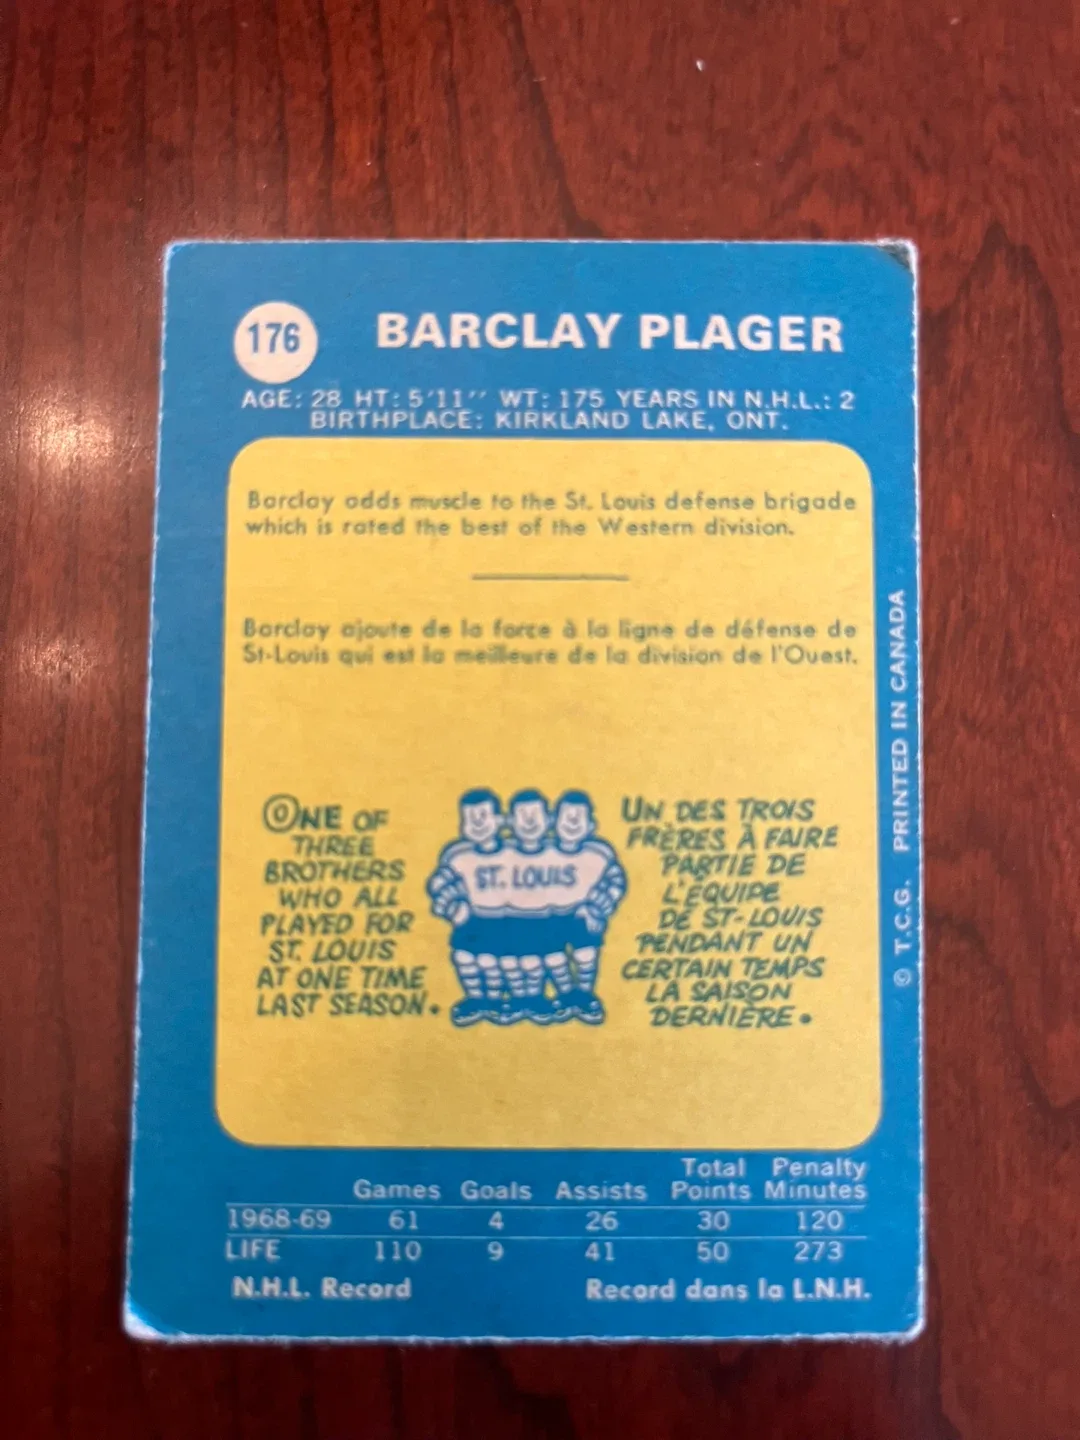 176
BARCLAY PLAGER
AGE: 28 HT: 5'11" WT: 175 YEARS IN N.H.L.: 2
BIRTHPLACE: KIRKLAND LAKE, ONT.
Barclay adds muscle to the St. Louis defense brigade
which is rated the best of the Western division.
Barclay ajoute de la force à la ligne de défense de
St-Louis qui est la meilleure de la division de l'Ouest.
ONE OF
THREE
BROTHERS
WHO ALL
PLAYED FOR
ST. LOUIS
AT ONE TIME
LAST SEASON.
ST. LOUIS
UN DES TROIS
FRÈRES À FAIRE
PARTIE DE
L'ÉQUIPE
DE ST-LOUIS
PENDANT UN
CERTAIN TEMPS
LA SAISON
DERNIÈRE.
© T.C.G. PRINTED IN CANADA
Total Penalty
Games Goals Assists Points Minutes
1968-69 61 4 26 30 120
LIFE 110 9 41 50 273
N.H.L. Record Record dans la L.N.H.